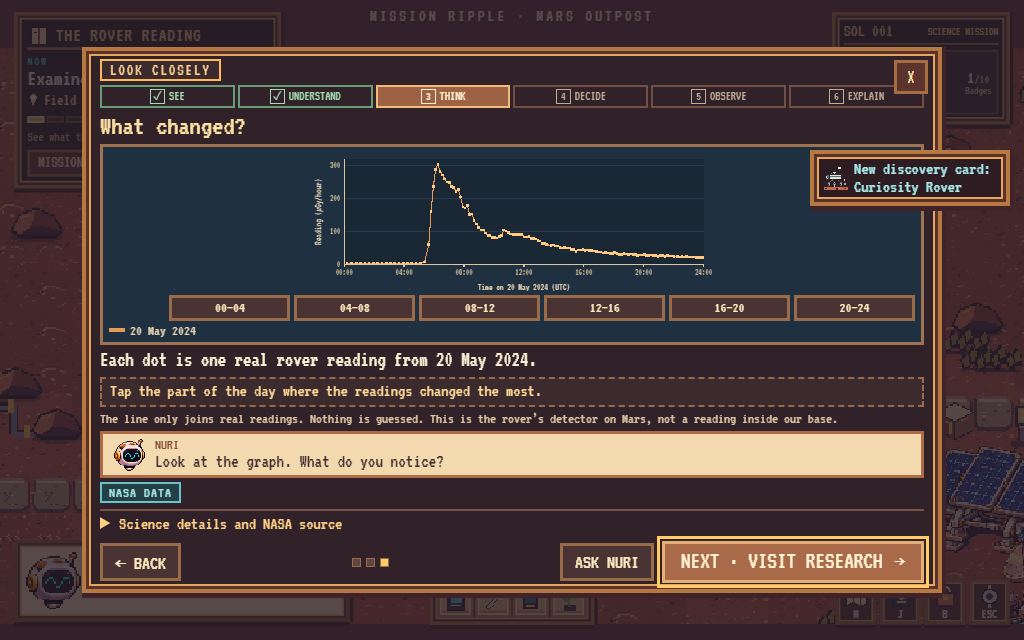 MISSION RIPPLE · MARS OUTPOST
THE ROVER READING
SOL 001
SCIENCE MISSION
NOW
Examin
Field
See what t
MISSION
1/10
Badges
LOOK CLOSELY
X
SEE
UNDERSTAND
3 THINK
4 DECIDE
5 OBSERVE
6 EXPLAIN
What changed?
New discovery card:
Curiosity Rover
Reading (μGy/hour)
300
200
100
0
00:00
04:00
08:00
12:00
16:00
20:00
24:00
Time on 20 May 2024 (UTC)
00–04
04–08
08–12
12–16
16–20
20–24
20 May 2024
Each dot is one real rover reading from 20 May 2024.
Tap the part of the day where the readings changed the most.
The line only joins real readings. Nothing is guessed. This is the rover's detector on Mars, not a reading inside our base.
NURI
Look at the graph. What do you notice?
NASA DATA
Science details and NASA source
← BACK
ASK NURI
NEXT · VISIT RESEARCH →
M
J
B
ESC